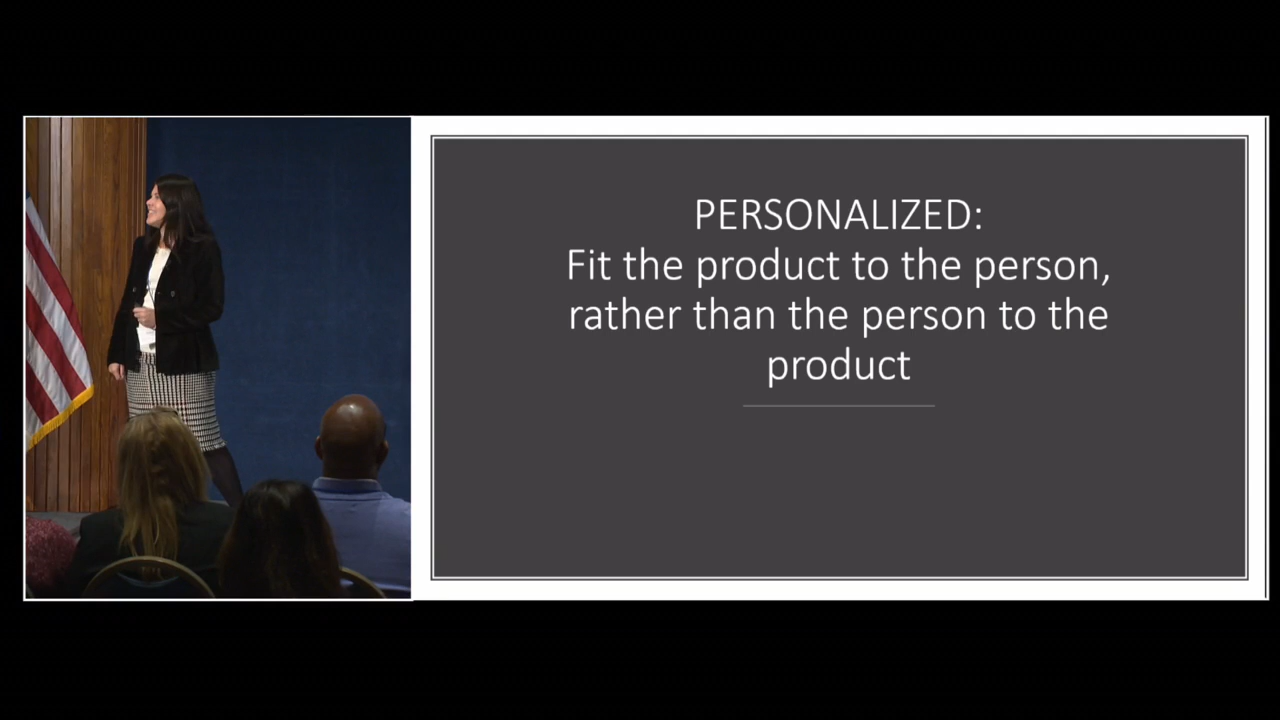 PERSONALIZED:
Fit the product to the person,
rather than the person to the
product